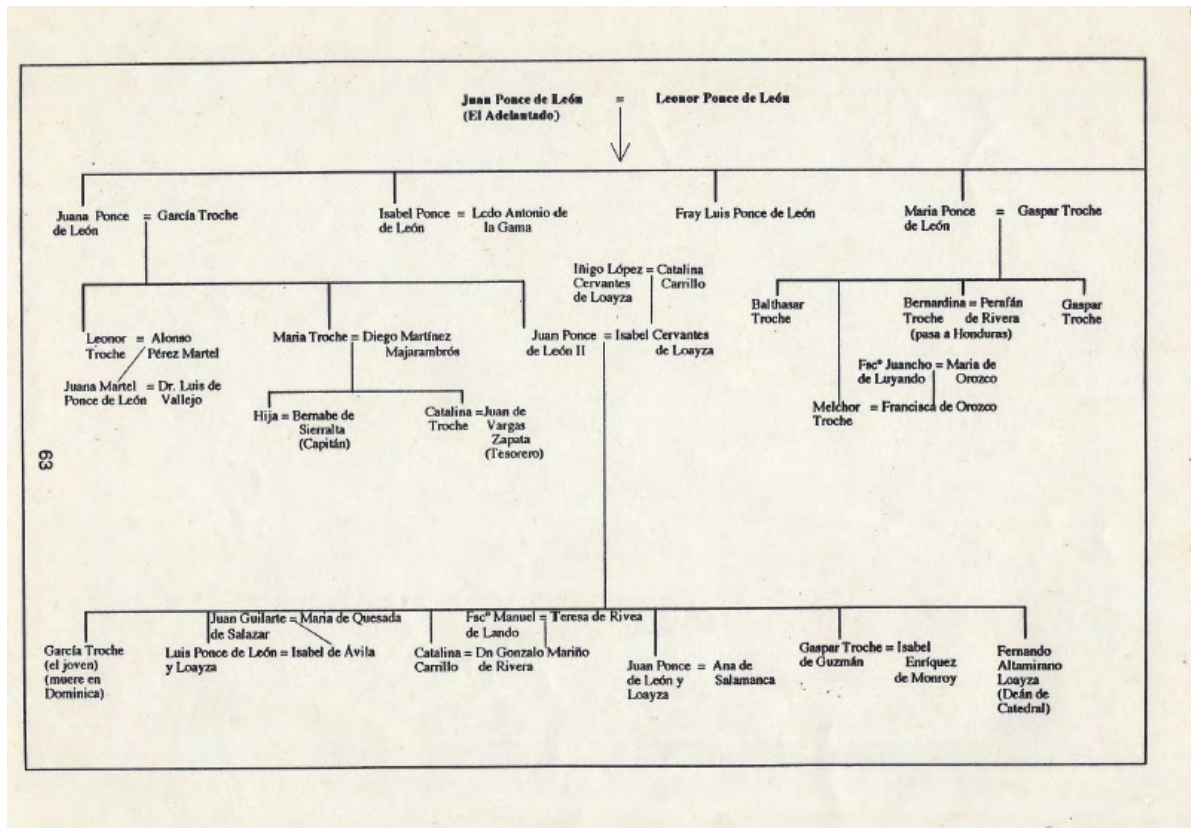 Juan Ponce de León = Leonor Ponce de León
(El Adelantado)
Juana Ponce = García Troche
de León
Isabel Ponce = Lcdo Antonio de
de León la Gama
Fray Luis Ponce de León
Maria Ponce = Gaspar Troche
de León
Iñigo López = Catalina
Cervantes Carrillo
de Loayza
Balthasar
Troche
Bernardina = Perafán
Troche de Rivera
(pasa a Honduras)
Gaspar
Troche
Leonor = Alonso
Troche Pérez Martel
Maria Troche = Diego Martínez
Majarambrós
Juan Ponce = Isabel Cervantes
de León II de Loayza
Juana Martel = Dr. Luis de
Ponce de León Vallejo
Fscº Juancho = Maria de
de Luyando Orozco
Hija = Bernabe de
Sierralta
(Capitán)
Catalina = Juan de
Troche Vargas
Zapata
(Tesorero)
Melchor = Francisca de Orozco
Troche
63
Juan Guilarte = Maria de Quesada
de Salazar
Fscº Manuel = Teresa de Rivea
de Lando
García Troche
(el joven)
(muere en
Dominica)
Luis Ponce de León = Isabel de Ávila
y Loayza
Catalina = Dn Gonzalo Mariño
Carrillo de Rivera
Juan Ponce = Ana de
de León y Salamanca
Loayza
Gaspar Troche = Isabel
de Guzmán Enríquez
de Monroy
Fernando
Altamirano
Loayza
(Deán de
Catedral)